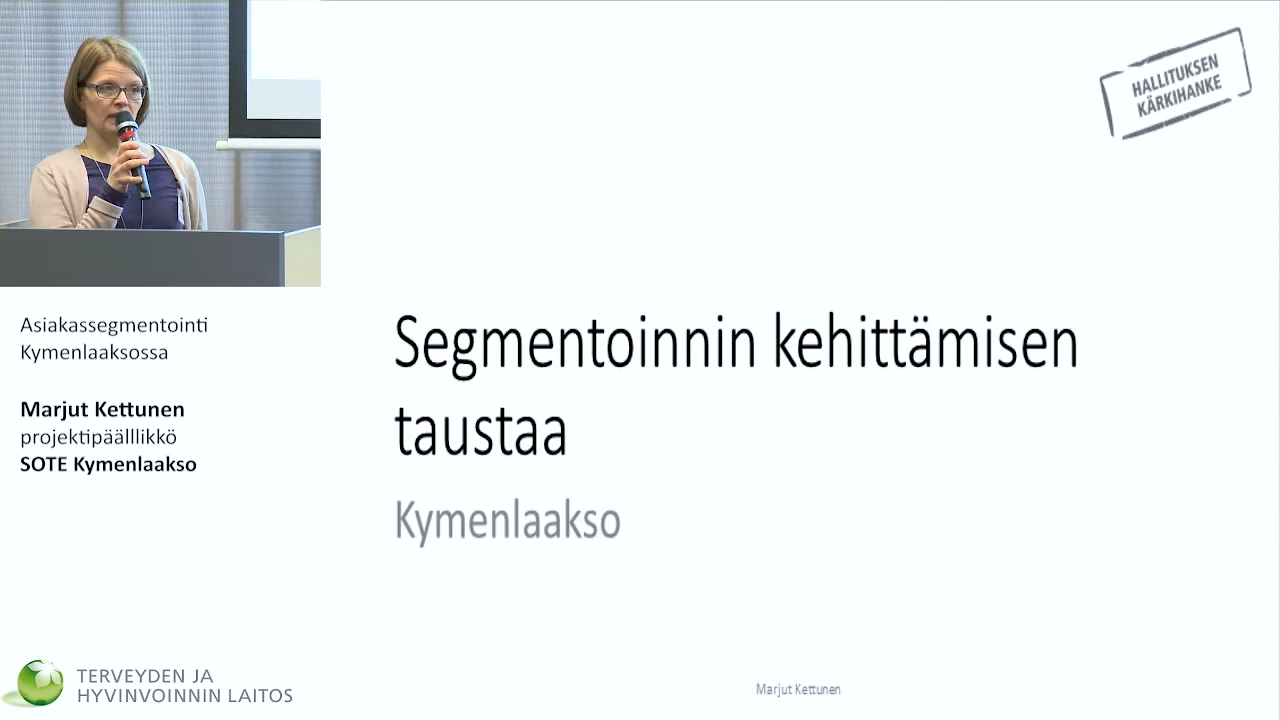 HALLITUKSEN
KÄRKIHANKE
Asiakassegmentointi
Kymenlaaksossa
Marjut Kettunen
projektipäälllikkö
SOTE Kymenlaakso
Segmentoinnin kehittämisen
taustaa
Kymenlaakso
TERVEYDEN JA
HYVINVOINNIN LAITOS
Marjut Kettunen